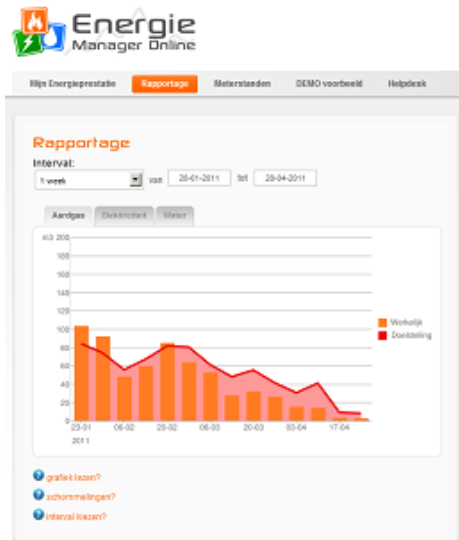 Energie
Manager Online
Mijn Energieprestatie Rapportage Meterstanden DEMO voorbeeld Helpdesk
Rapportage
Interval:
1 week van 28-01-2011 tot 28-04-2011
Aardgas Elektriciteit Water
m3 200
180
160
140
120
100
80
60
40
20
0
Werkelijk
Doelstelling
23-01 06-02 20-02 06-03 20-03 03-04 17-04
2011
grafiek lezen?
schommelingen?
interval kiezen?